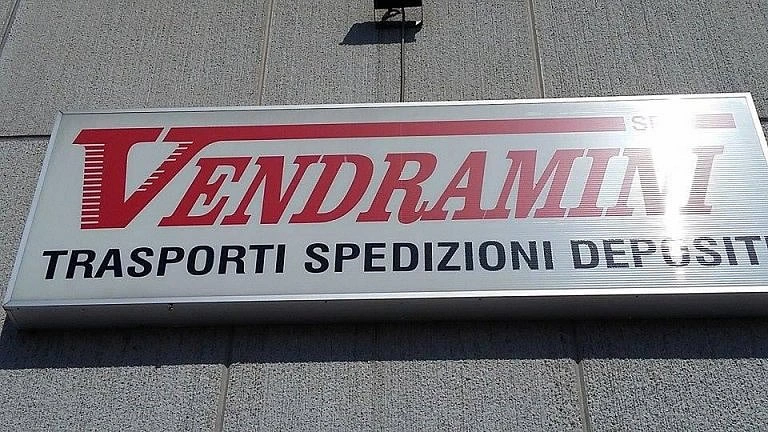 VENDRAMINI
TRASPORTI SPEDIZIONI DEPOSITI